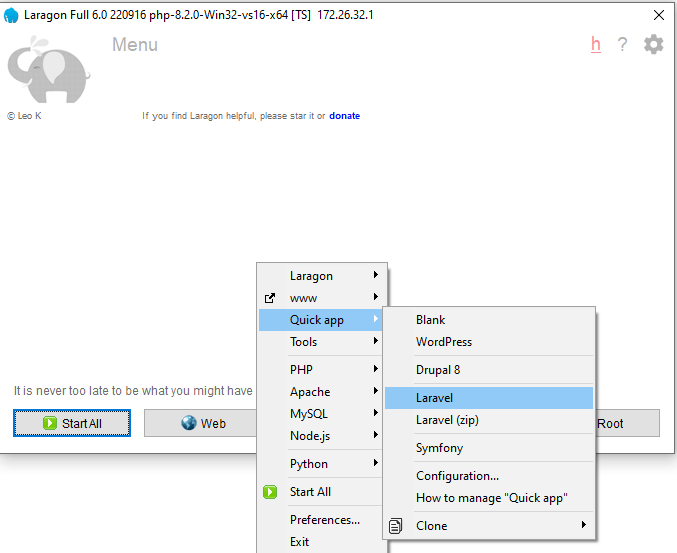 Laragon Full 6.0 220916 php-8.2.0-Win32-vs16-x64 [TS] 172.26.32.1
Menu
h ?
© Leo K
If you find Laragon helpful, please star it or donate
Laragon
www
Quick app
Tools
PHP
Apache
MySQL
Node.js
Python
Start All
Preferences...
Exit
Blank
WordPress
Drupal 8
Laravel
Laravel (zip)
Symfony
Configuration...
How to manage "Quick app"
Clone
It is never too late to be what you might have
Start All
Web
Root